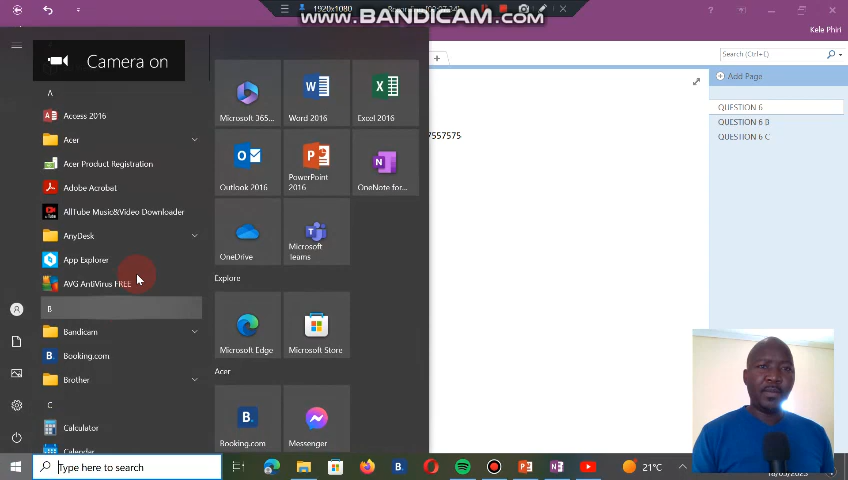 www.BANDICAM.com
1920x1080
Kele Phiri
Camera on
Search (Ctrl+E)
Add Page
A
Access 2016
Acer
Acer Product Registration
Adobe Acrobat
AllTube Music&Video Downloader
AnyDesk
App Explorer
AVG AntiVirus FREE
B
Bandicam
Booking.com
Brother
C
Calculator
Calendar
Microsoft 365...
Word 2016
Excel 2016
Outlook 2016
PowerPoint
2016
OneNote for...
OneDrive
Microsoft
Teams
Explore
Microsoft Edge
Microsoft Store
Acer
Booking.com
Messenger
7557575
QUESTION 6
QUESTION 6 B
QUESTION 6 C
Type here to search
21°C